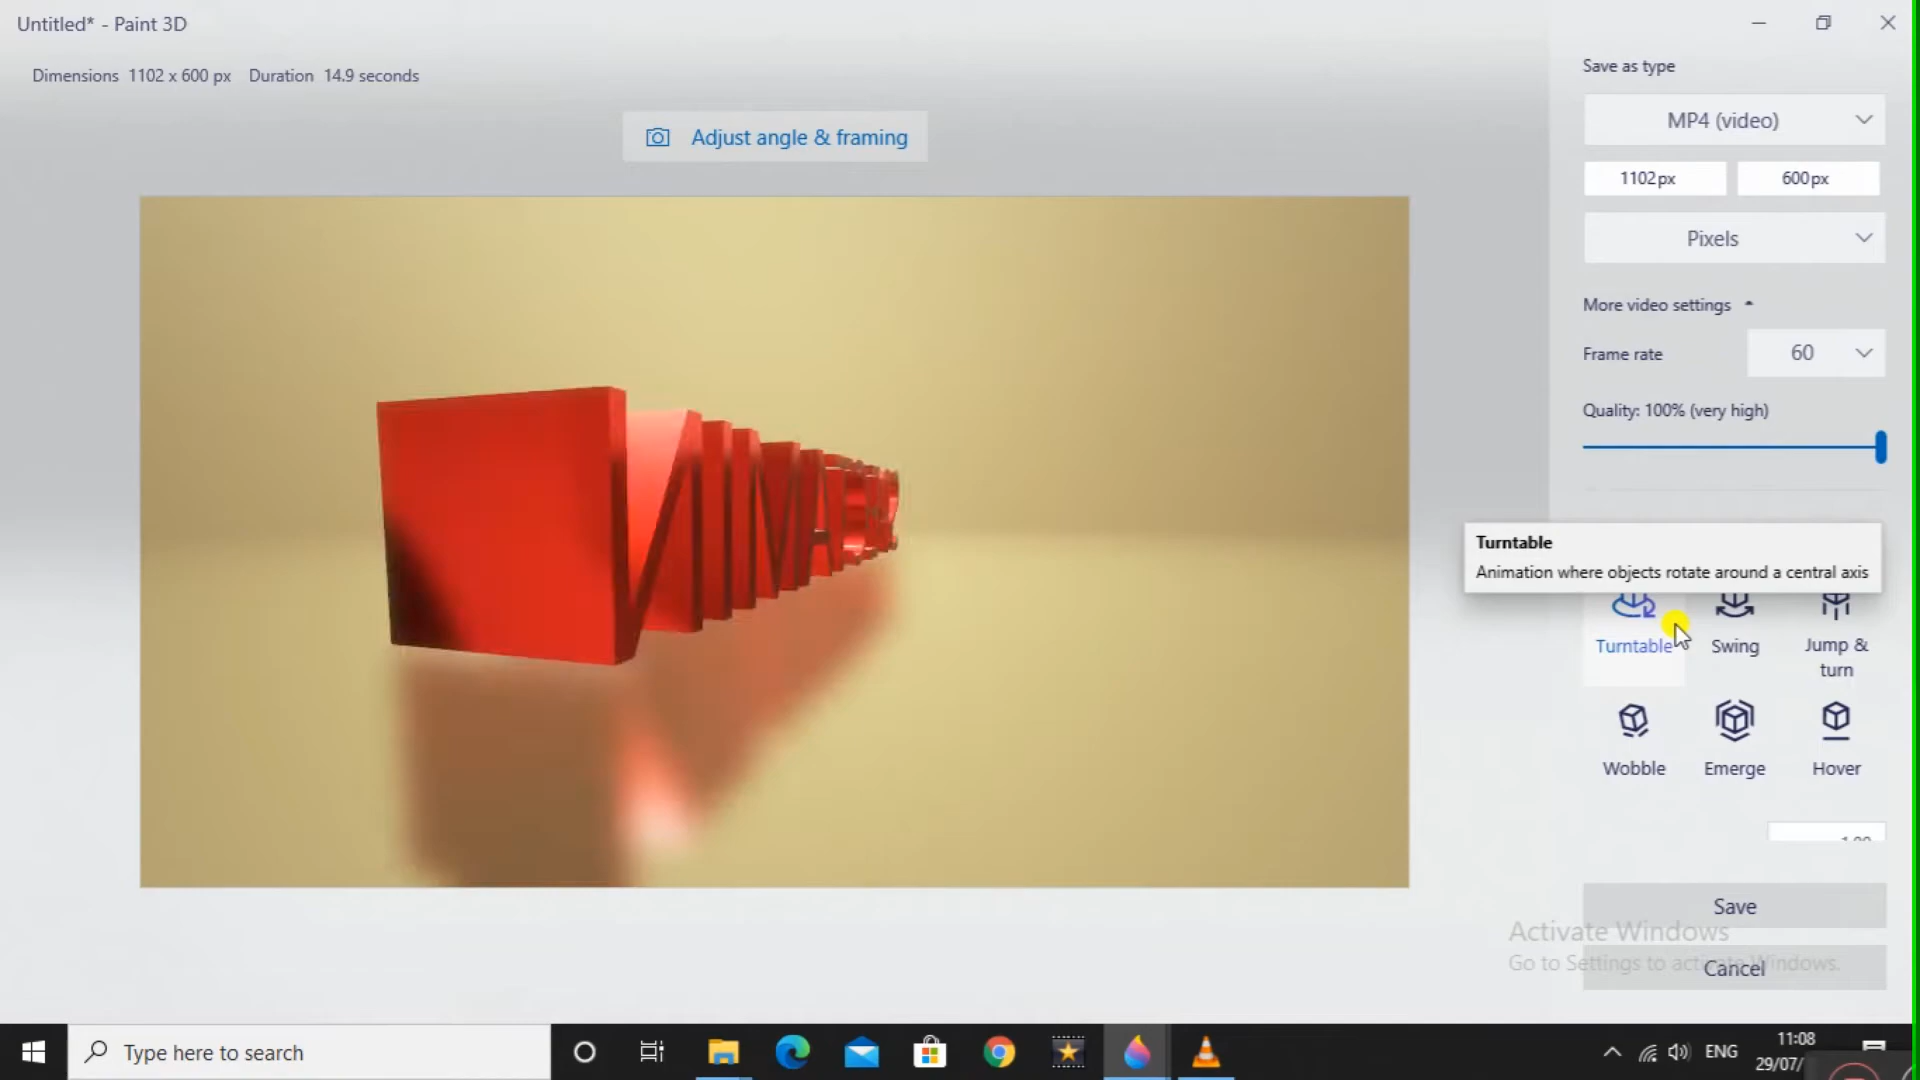 Untitled* - Paint 3D
Dimensions 1102 x 600 px Duration 14.9 seconds
Adjust angle & framing
Save as type
MP4 (video)
1102px 600px
Pixels
More video settings
Frame rate 60
Quality: 100% (very high)
Turntable
Animation where objects rotate around a central axis
Turntable Swing Jump &
turn
Wobble Emerge Hover
Save
Activate Windows
Go to Settings to activate Windows.
Cancel
Type here to search
ENG
11:08
29/07/